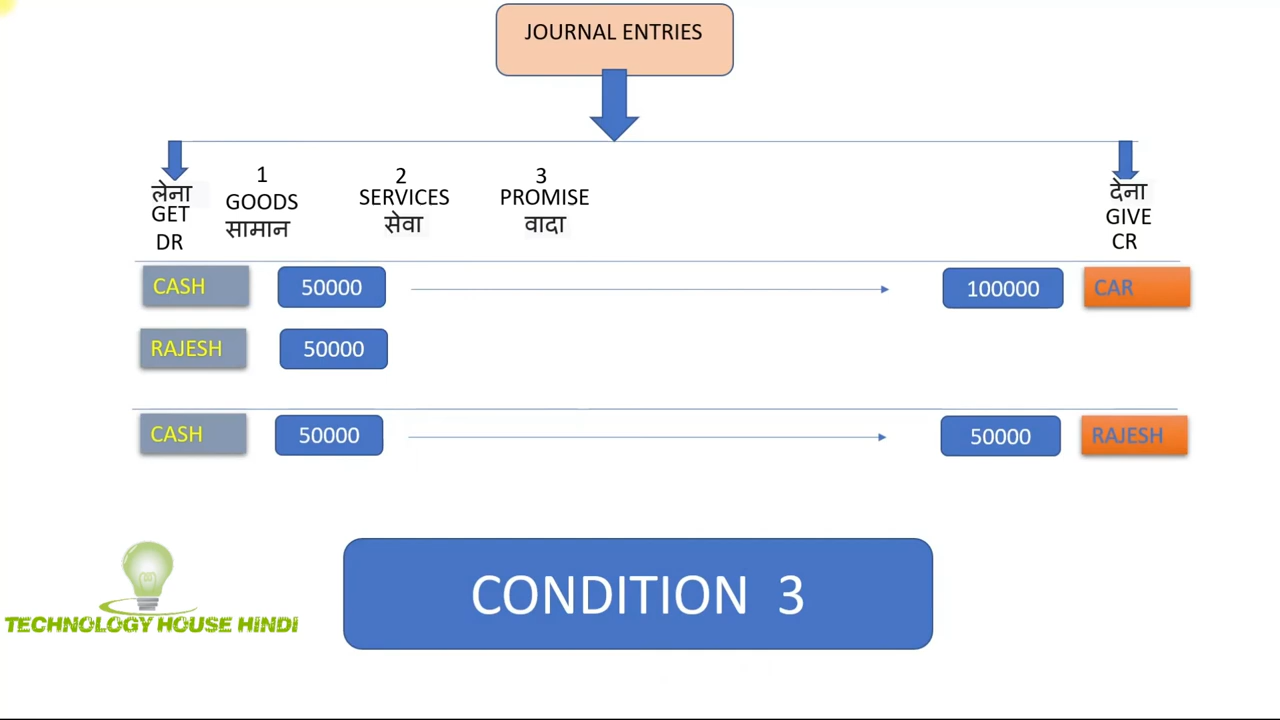 JOURNAL ENTRIES
लेना
GET
DR
1
GOODS
सामान
2
SERVICES
सेवा
3
PROMISE
वादा
देना
GIVE
CR
CASH 50000 100000 CAR
RAJESH 50000
CASH 50000 50000 RAJESH
CONDITION 3
TECHNOLOGY HOUSE HINDI